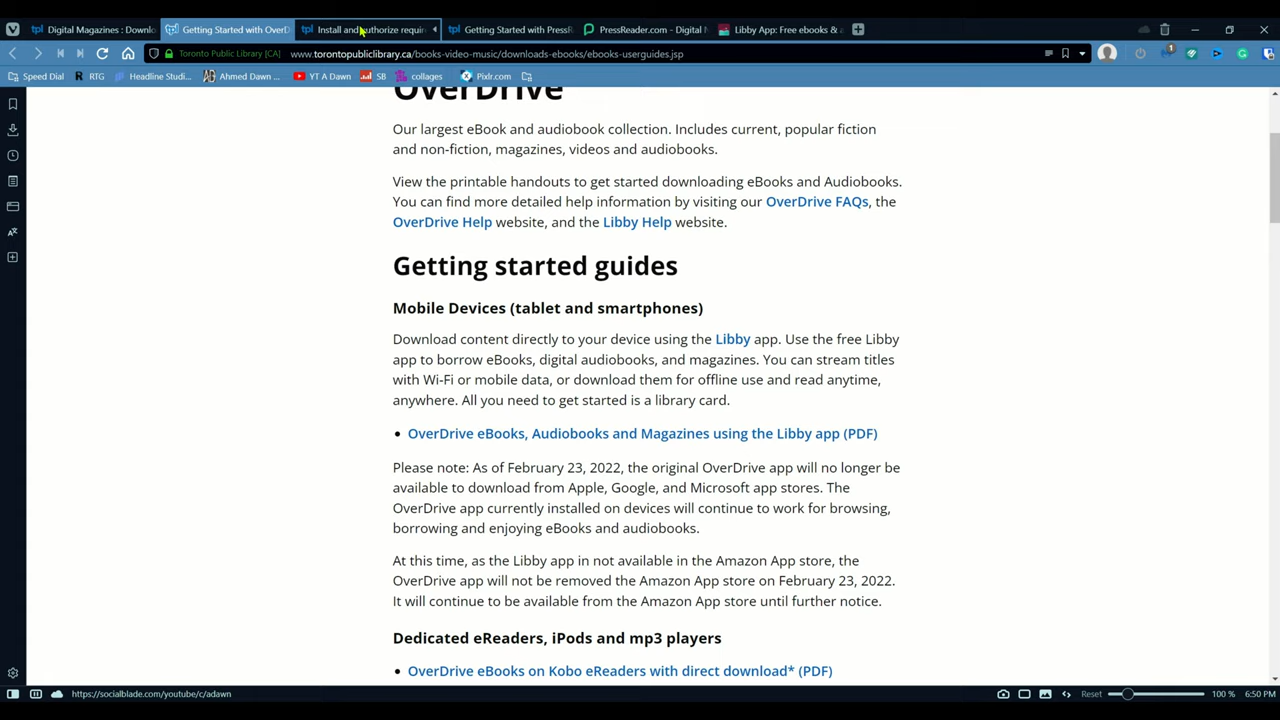 Digital Magazines : Downlo
Getting Started with OverD
Install and authorize requir
Getting Started with PressR
PressReader.com - Digital N
Libby App: Free ebooks & a
Toronto Public Library [CA]
www.torontopubliclibrary.ca/books-video-music/downloads-ebooks/ebooks-userguides.jsp
Speed Dial
RTG
Headline Studi...
Ahmed Dawn ...
YT A Dawn
SB
collages
Pixlr.com
OverDrive
Our largest eBook and audiobook collection. Includes current, popular fiction
and non-fiction, magazines, videos and audiobooks.
View the printable handouts to get started downloading eBooks and Audiobooks.
You can find more detailed help information by visiting our OverDrive FAQs, the
OverDrive Help website, and the Libby Help website.
Getting started guides
Mobile Devices (tablet and smartphones)
Download content directly to your device using the Libby app. Use the free Libby
app to borrow eBooks, digital audiobooks, and magazines. You can stream titles
with Wi-Fi or mobile data, or download them for offline use and read anytime,
anywhere. All you need to get started is a library card.
• OverDrive eBooks, Audiobooks and Magazines using the Libby app (PDF)
Please note: As of February 23, 2022, the original OverDrive app will no longer be
available to download from Apple, Google, and Microsoft app stores. The
OverDrive app currently installed on devices will continue to work for browsing,
borrowing and enjoying eBooks and audiobooks.
At this time, as the Libby app in not available in the Amazon App store, the
OverDrive app will not be removed the Amazon App store on February 23, 2022.
It will continue to be available from the Amazon App store until further notice.
Dedicated eReaders, iPods and mp3 players
• OverDrive eBooks on Kobo eReaders with direct download* (PDF)
https://socialblade.com/youtube/c/adawn
Reset
100 %
6:50 PM